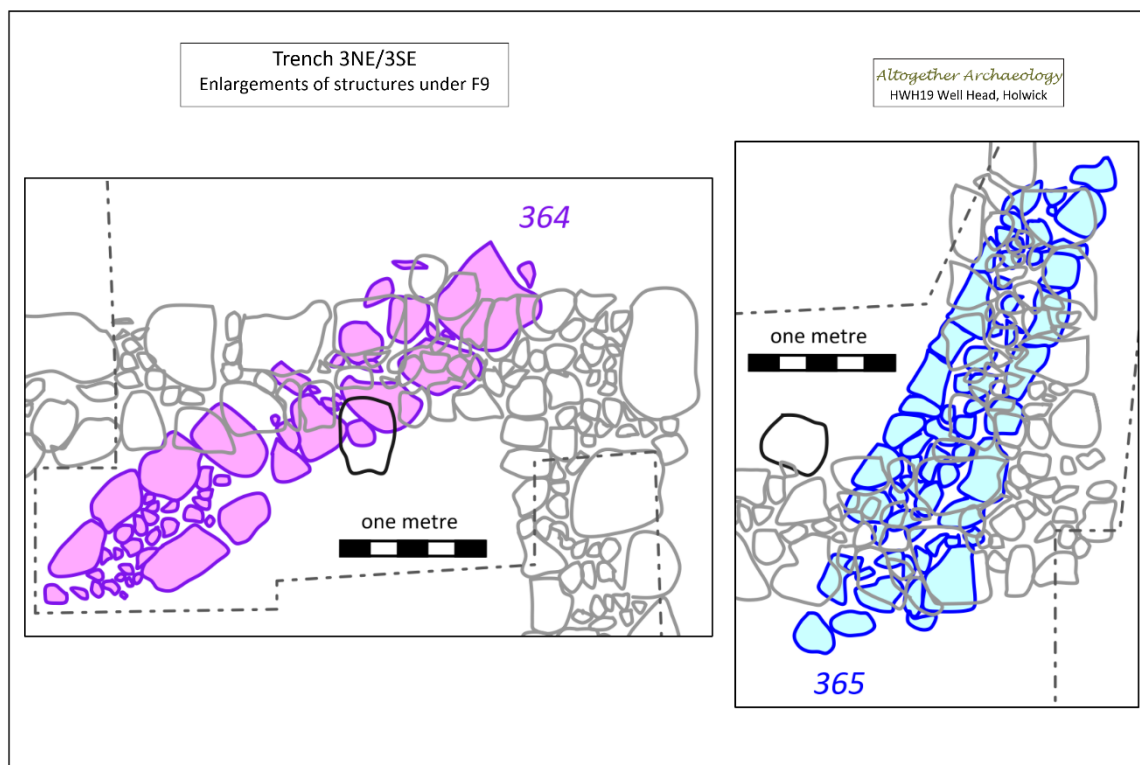 Trench 3NE/3SE
Enlargements of structures under F9
Altogether Archaeology
HWH19 Well Head, Holwick
364
one metre
one metre
365